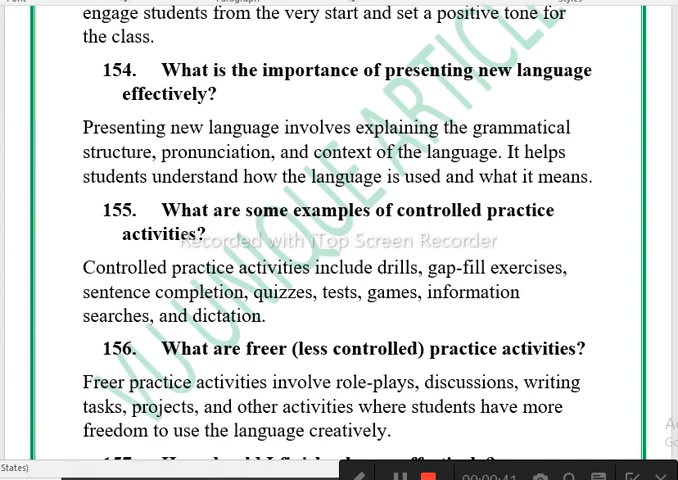 engage students from the very start and set a positive tone for
the class.
154. What is the importance of presenting new language
effectively?
Presenting new language involves explaining the grammatical
structure, pronunciation, and context of the language. It helps
students understand how the language is used and what it means.
155. What are some examples of controlled practice
activities?
Recorded with iTop Screen Recorder
Controlled practice activities include drills, gap-fill exercises,
sentence completion, quizzes, tests, games, information
searches, and dictation.
156. What are freer (less controlled) practice activities?
Freer practice activities involve role-plays, discussions, writing
tasks, projects, and other activities where students have more
freedom to use the language creatively.
VU UNIQUE ARTICLE
States)
00:00:41